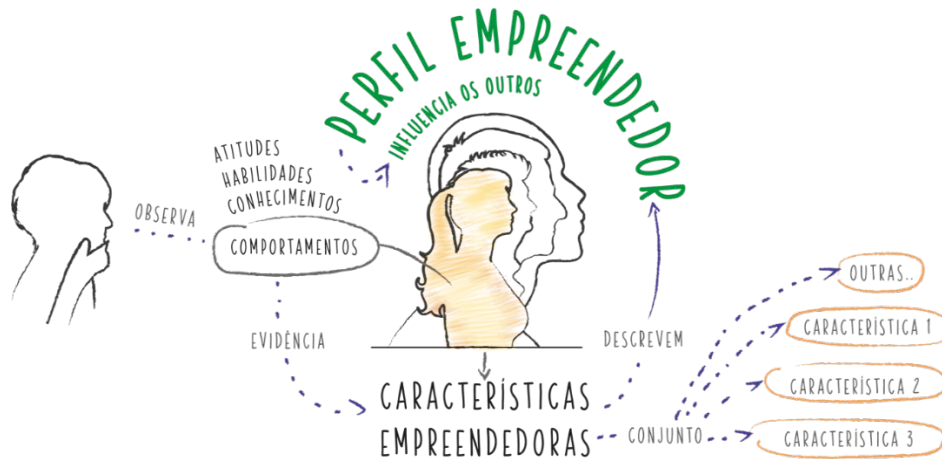 PERFIL EMPREENDEDOR
INFLUENCIA OS OUTROS
ATITUDES
HABILIDADES
CONHECIMENTOS
OBSERVA
COMPORTAMENTOS
EVIDÊNCIA
DESCREVEM
CARACTERÍSTICAS
EMPREENDEDORAS
CONJUNTO
OUTRAS..
CARACTERÍSTICA 1
CARACTERÍSTICA 2
CARACTERÍSTICA 3